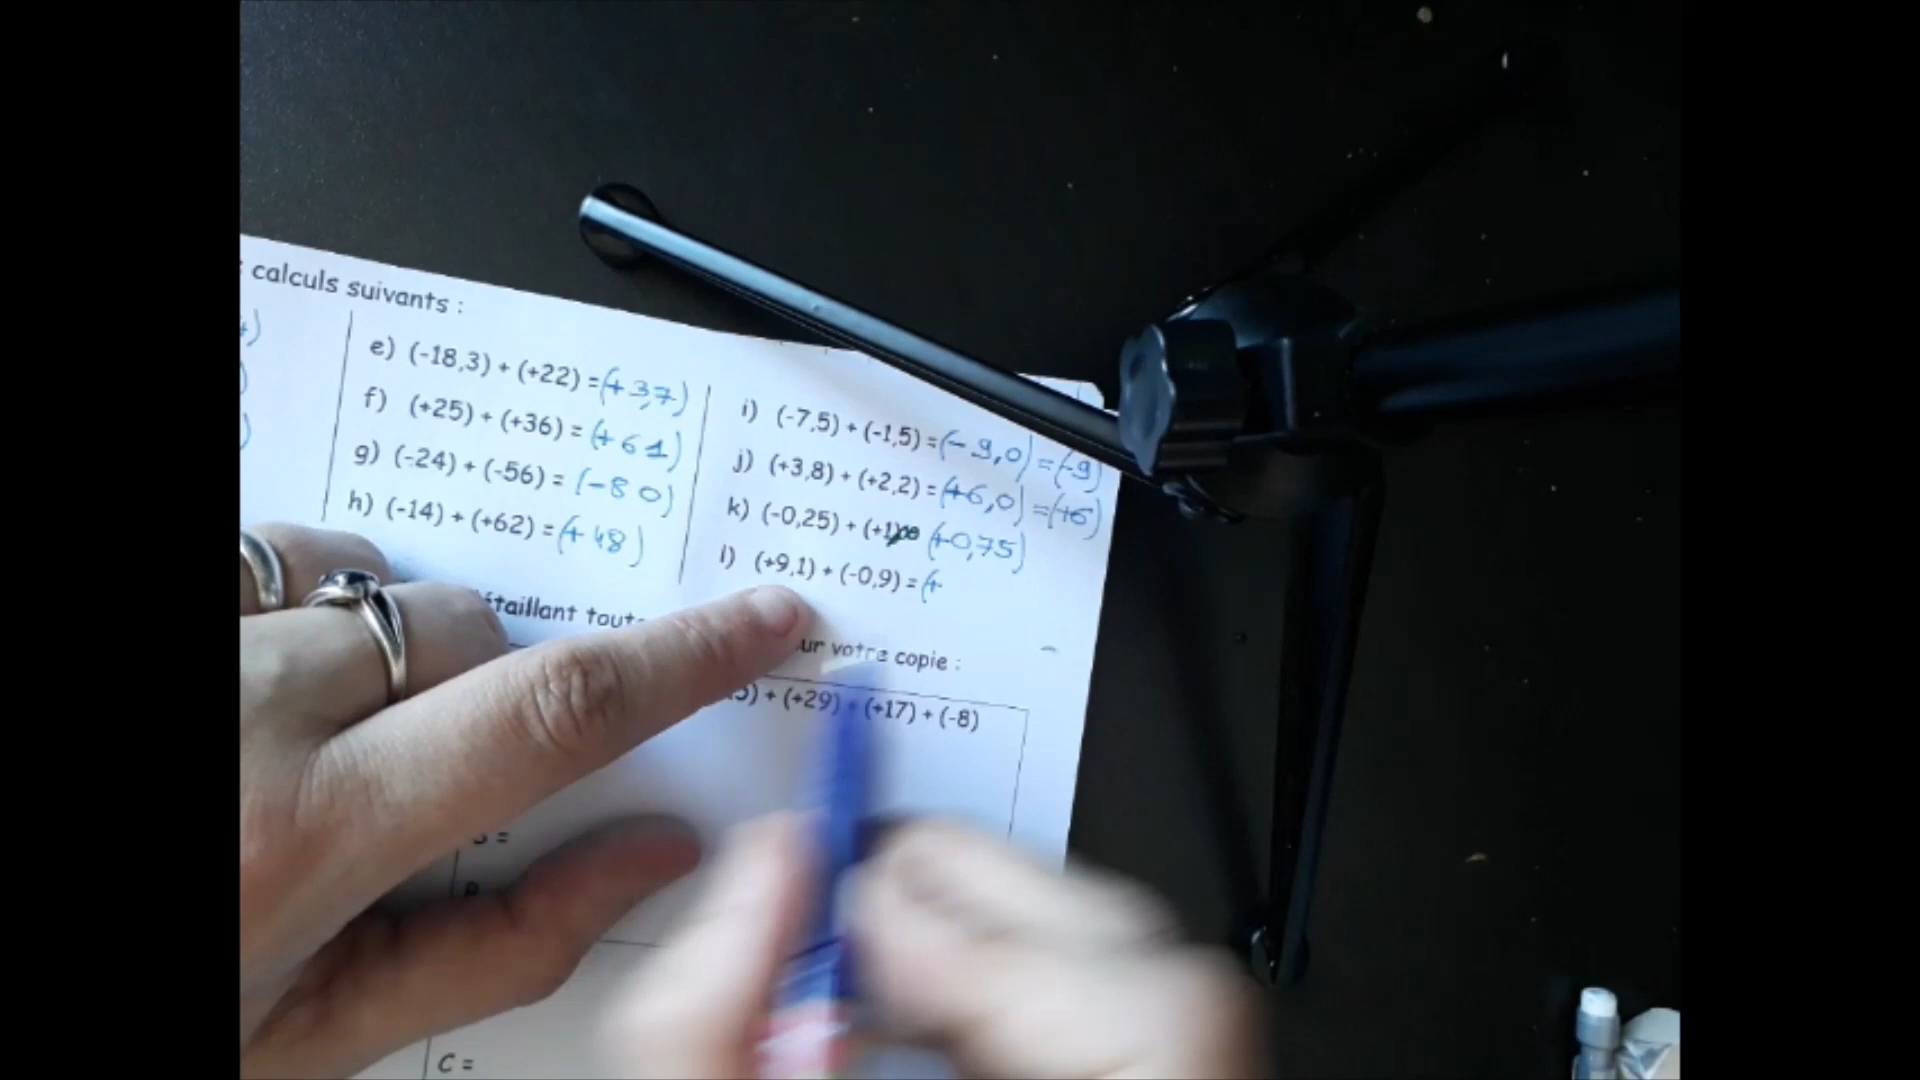 calculs suivants :
e) (-18,3) + (+22) = (+3,7)
f) (+25) + (+36) = (+61)
g) (-24) + (-56) = (-80)
h) (-14) + (+62) = (+48)
i) (-7,5) + (-1,5) = (-9,0) = (-9)
j) (+3,8) + (+2,2) = (+6,0) = (+6)
k) (-0,25) + (+1) (+0,75)
l) (+9,1) + (-0,9) = (+
étaillant tout
ur votre copie :
) + (+29) + (+17) + (-8)
C =